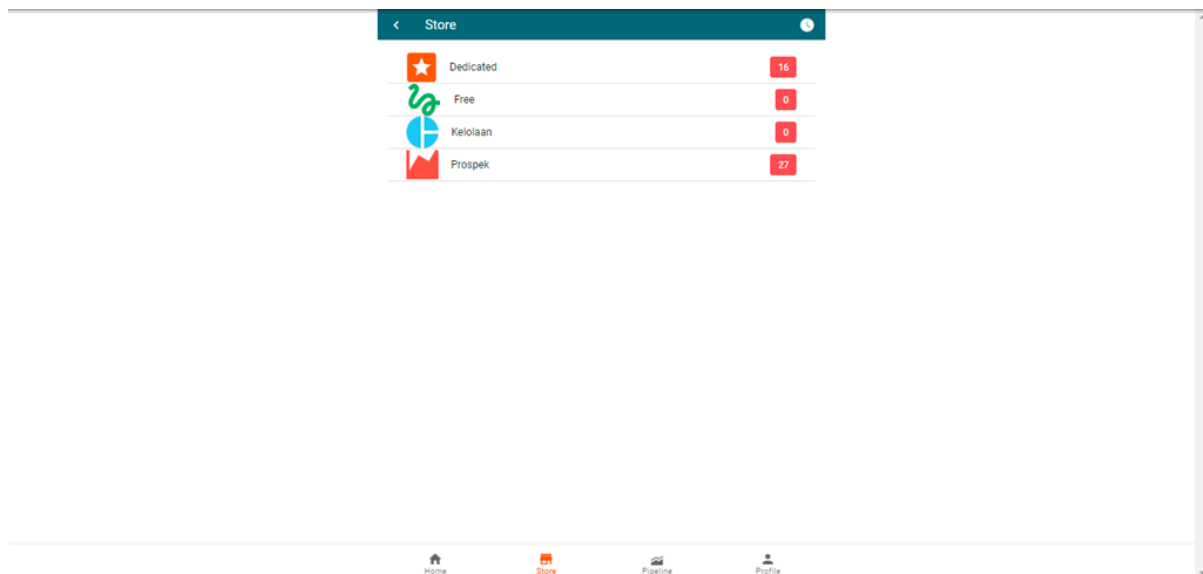 Store
Dedicated 16
Free 0
Kelolaan 0
Prospek 27
Home Store Pipeline Profile